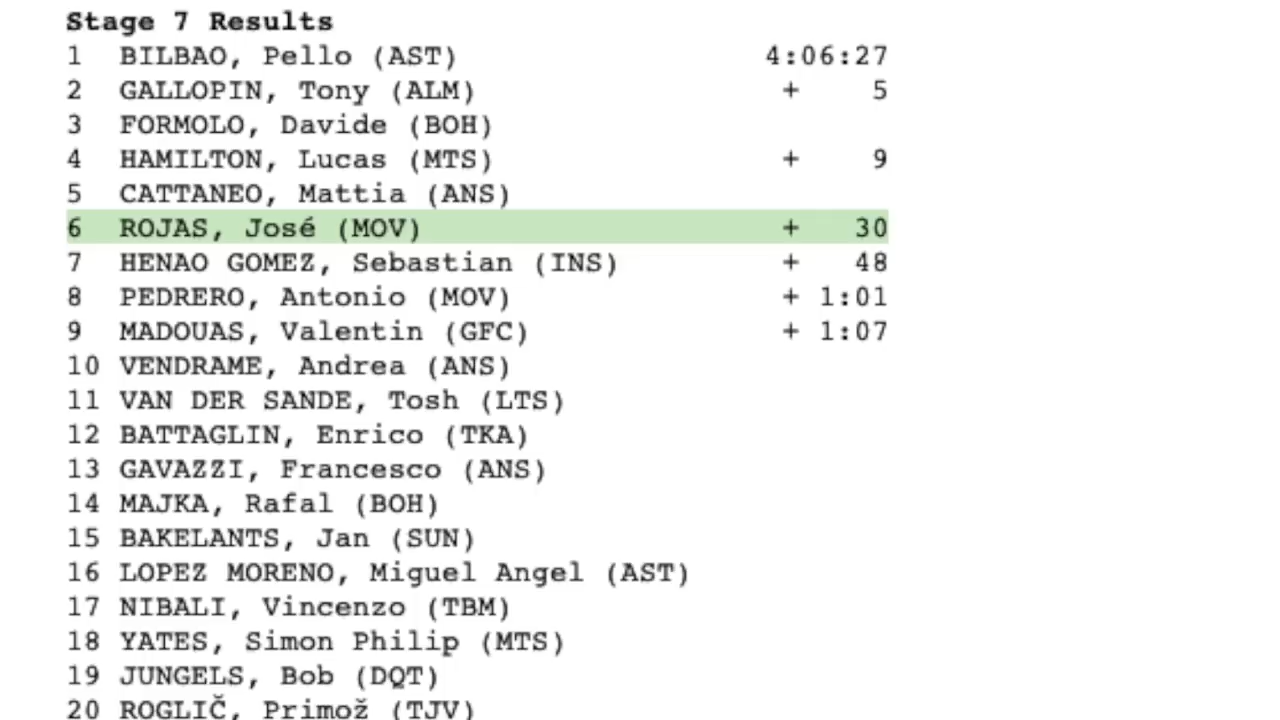 Stage 7 Results
1 BILBAO, Pello (AST) 4:06:27
2 GALLOPIN, Tony (ALM) + 5
3 FORMOLO, Davide (BOH)
4 HAMILTON, Lucas (MTS) + 9
5 CATTANEO, Mattia (ANS)
6 ROJAS, José (MOV) + 30
7 HENAO GOMEZ, Sebastian (INS) + 48
8 PEDRERO, Antonio (MOV) + 1:01
9 MADOUAS, Valentin (GFC) + 1:07
10 VENDRAME, Andrea (ANS)
11 VAN DER SANDE, Tosh (LTS)
12 BATTAGLIN, Enrico (TKA)
13 GAVAZZI, Francesco (ANS)
14 MAJKA, Rafal (BOH)
15 BAKELANTS, Jan (SUN)
16 LOPEZ MORENO, Miguel Angel (AST)
17 NIBALI, Vincenzo (TBM)
18 YATES, Simon Philip (MTS)
19 JUNGELS, Bob (DQT)
20 ROGLIČ, Primož (TJV)